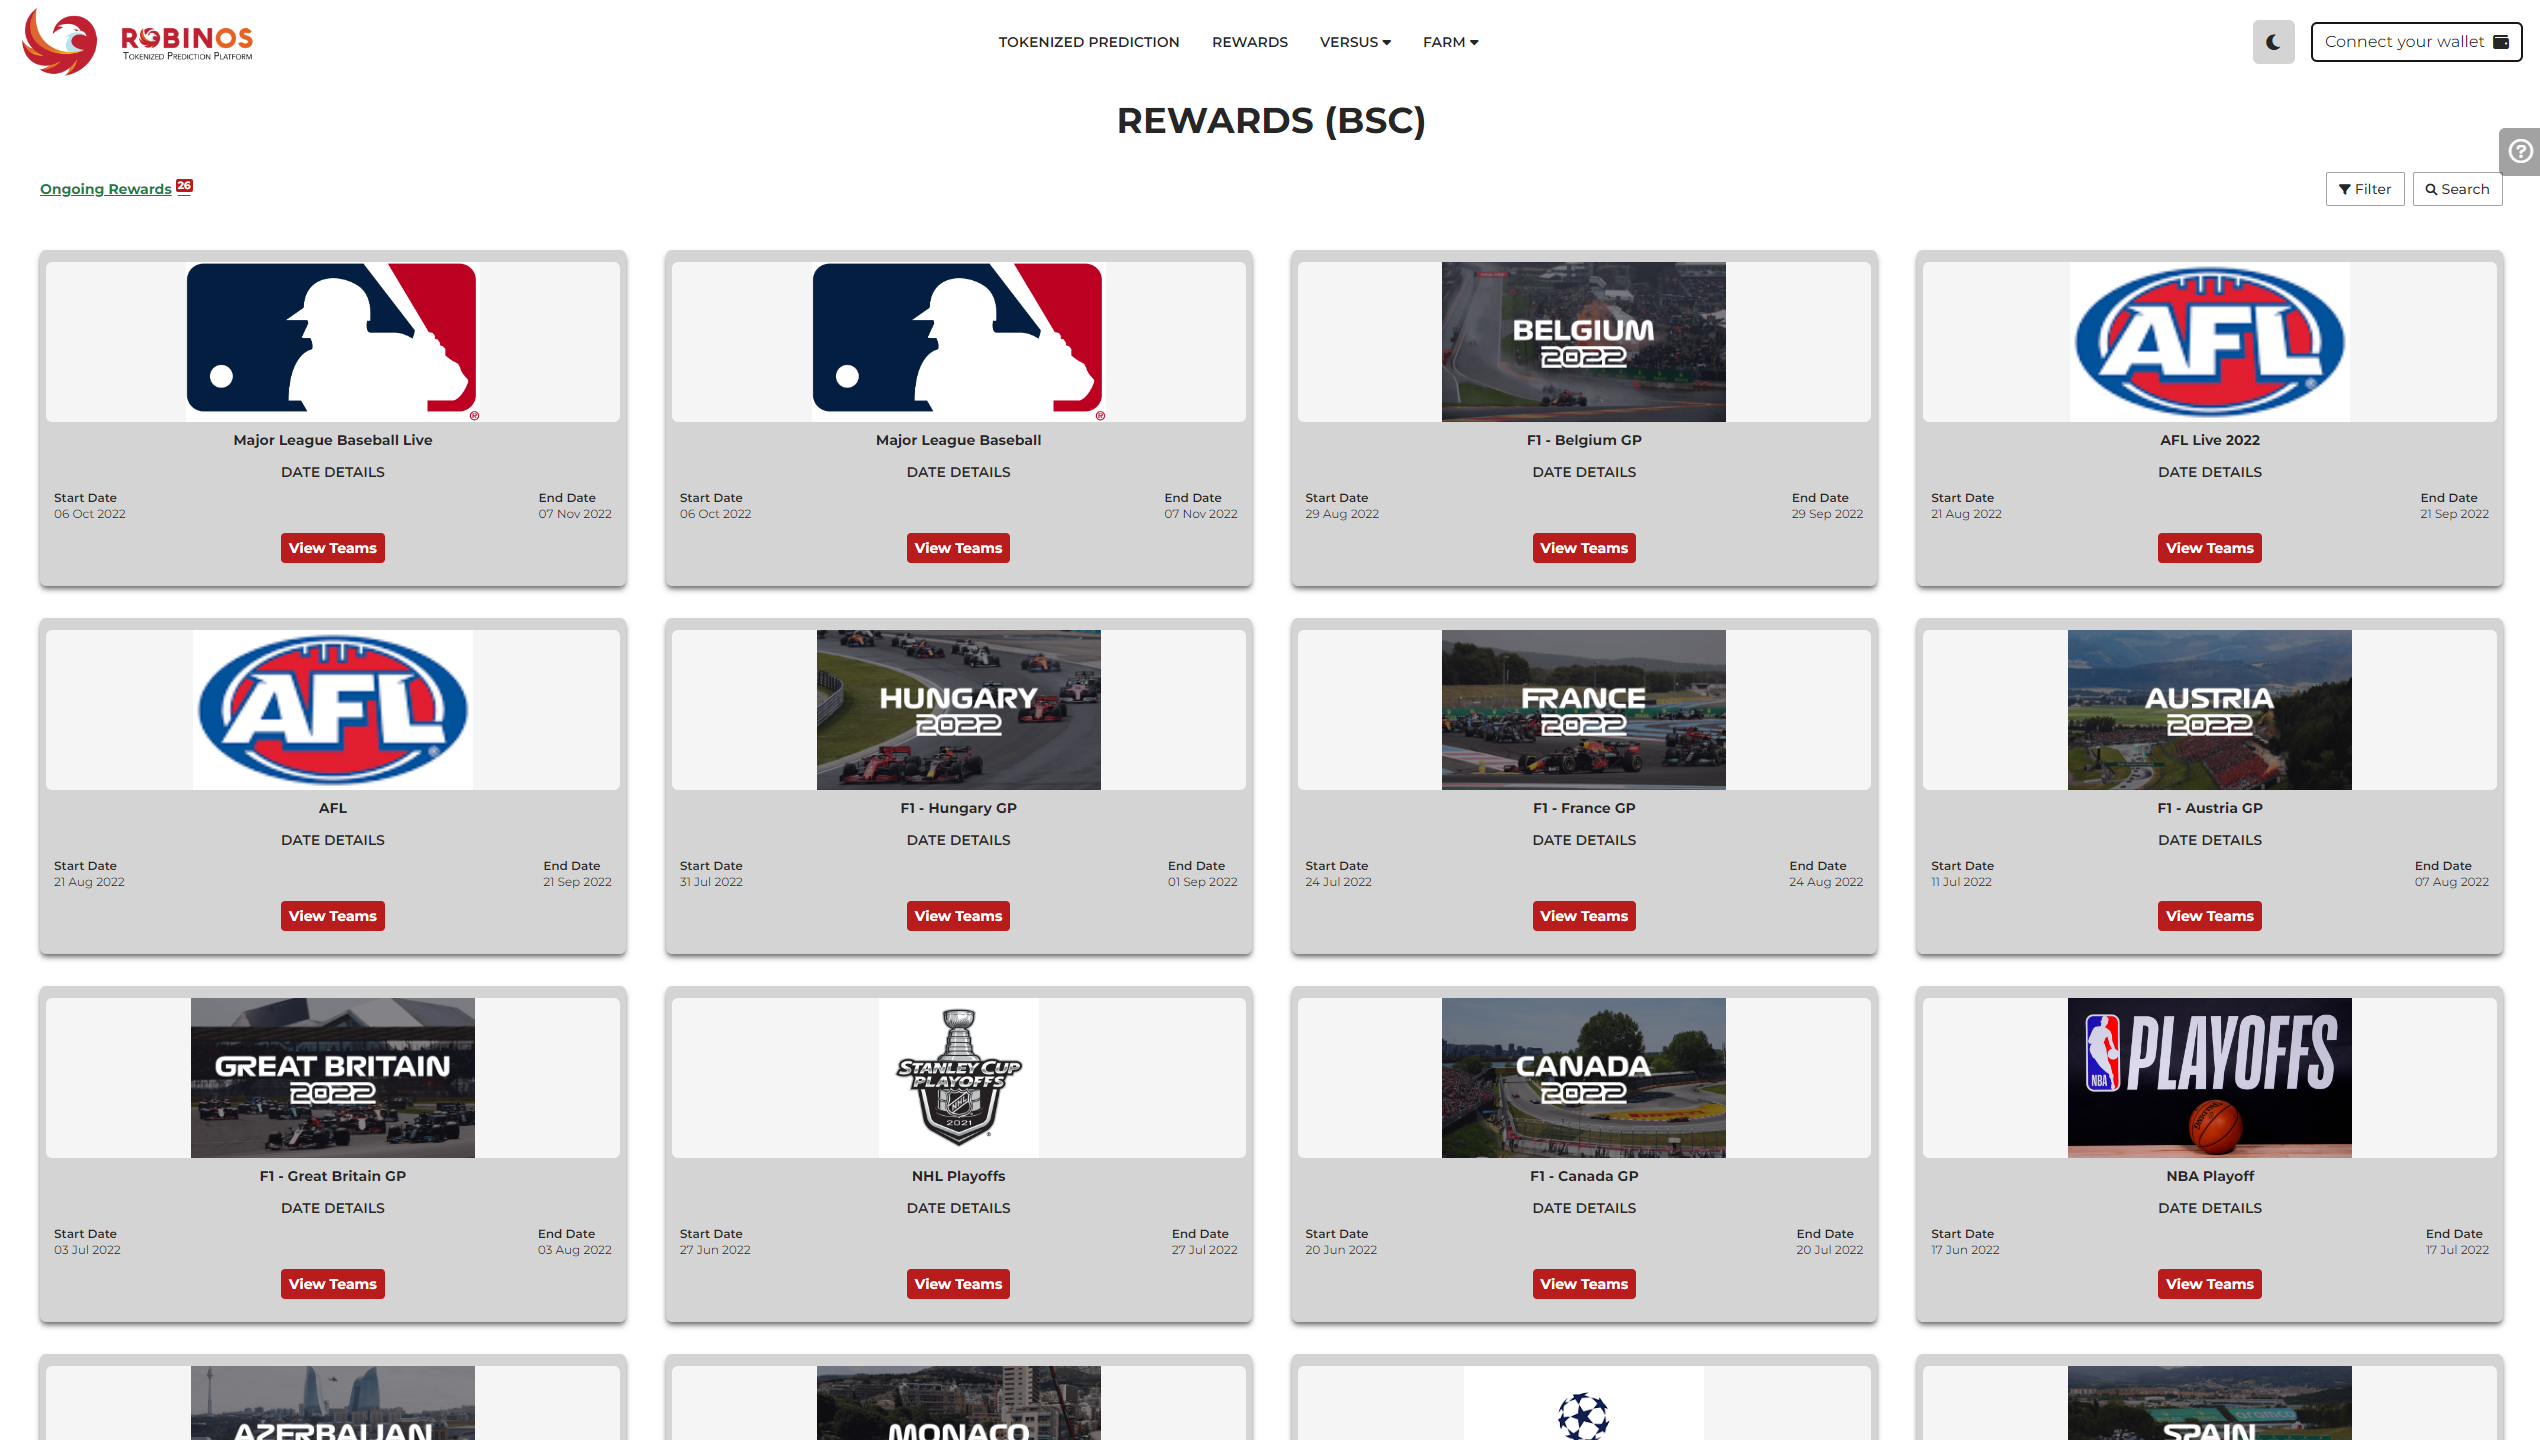 ROBINOS
TOKENIZED PREDICTION PLATFORM
TOKENIZED PREDICTION
REWARDS
VERSUS
FARM
Connect your wallet
REWARDS (BSC)
Ongoing Rewards 26
Filter
Search
BELGIUM
2022
AFL
Major League Baseball Live
DATE DETAILS
Start Date
End Date
06 Oct 2022
07 Nov 2022
View Teams
Major League Baseball
DATE DETAILS
Start Date
End Date
06 Oct 2022
07 Nov 2022
View Teams
F1 - Belgium GP
DATE DETAILS
Start Date
End Date
29 Aug 2022
29 Sep 2022
View Teams
AFL Live 2022
DATE DETAILS
Start Date
End Date
21 Aug 2022
21 Sep 2022
View Teams
AFL
AFL
DATE DETAILS
Start Date
End Date
21 Aug 2022
21 Sep 2022
View Teams
HUNGARY
2022
F1 - Hungary GP
DATE DETAILS
Start Date
End Date
31 Jul 2022
01 Sep 2022
View Teams
FRANCE
2022
F1 - France GP
DATE DETAILS
Start Date
End Date
24 Jul 2022
24 Aug 2022
View Teams
AUSTRIA
2022
F1 - Austria GP
DATE DETAILS
Start Date
End Date
11 Jul 2022
07 Aug 2022
View Teams
GREAT BRITAIN
2022
F1 - Great Britain GP
DATE DETAILS
Start Date
End Date
03 Jul 2022
03 Aug 2022
View Teams
STANLEY CUP
PLAYOFFS
NHL
2021
NHL Playoffs
DATE DETAILS
Start Date
End Date
27 Jun 2022
27 Jul 2022
View Teams
CANADA
2022
F1 - Canada GP
DATE DETAILS
Start Date
End Date
20 Jun 2022
20 Jul 2022
View Teams
NBA
PLAYOFFS
NBA Playoff
DATE DETAILS
Start Date
End Date
17 Jun 2022
17 Jul 2022
View Teams
AZERBAIJAN
MONACO
aramco
SPAIN